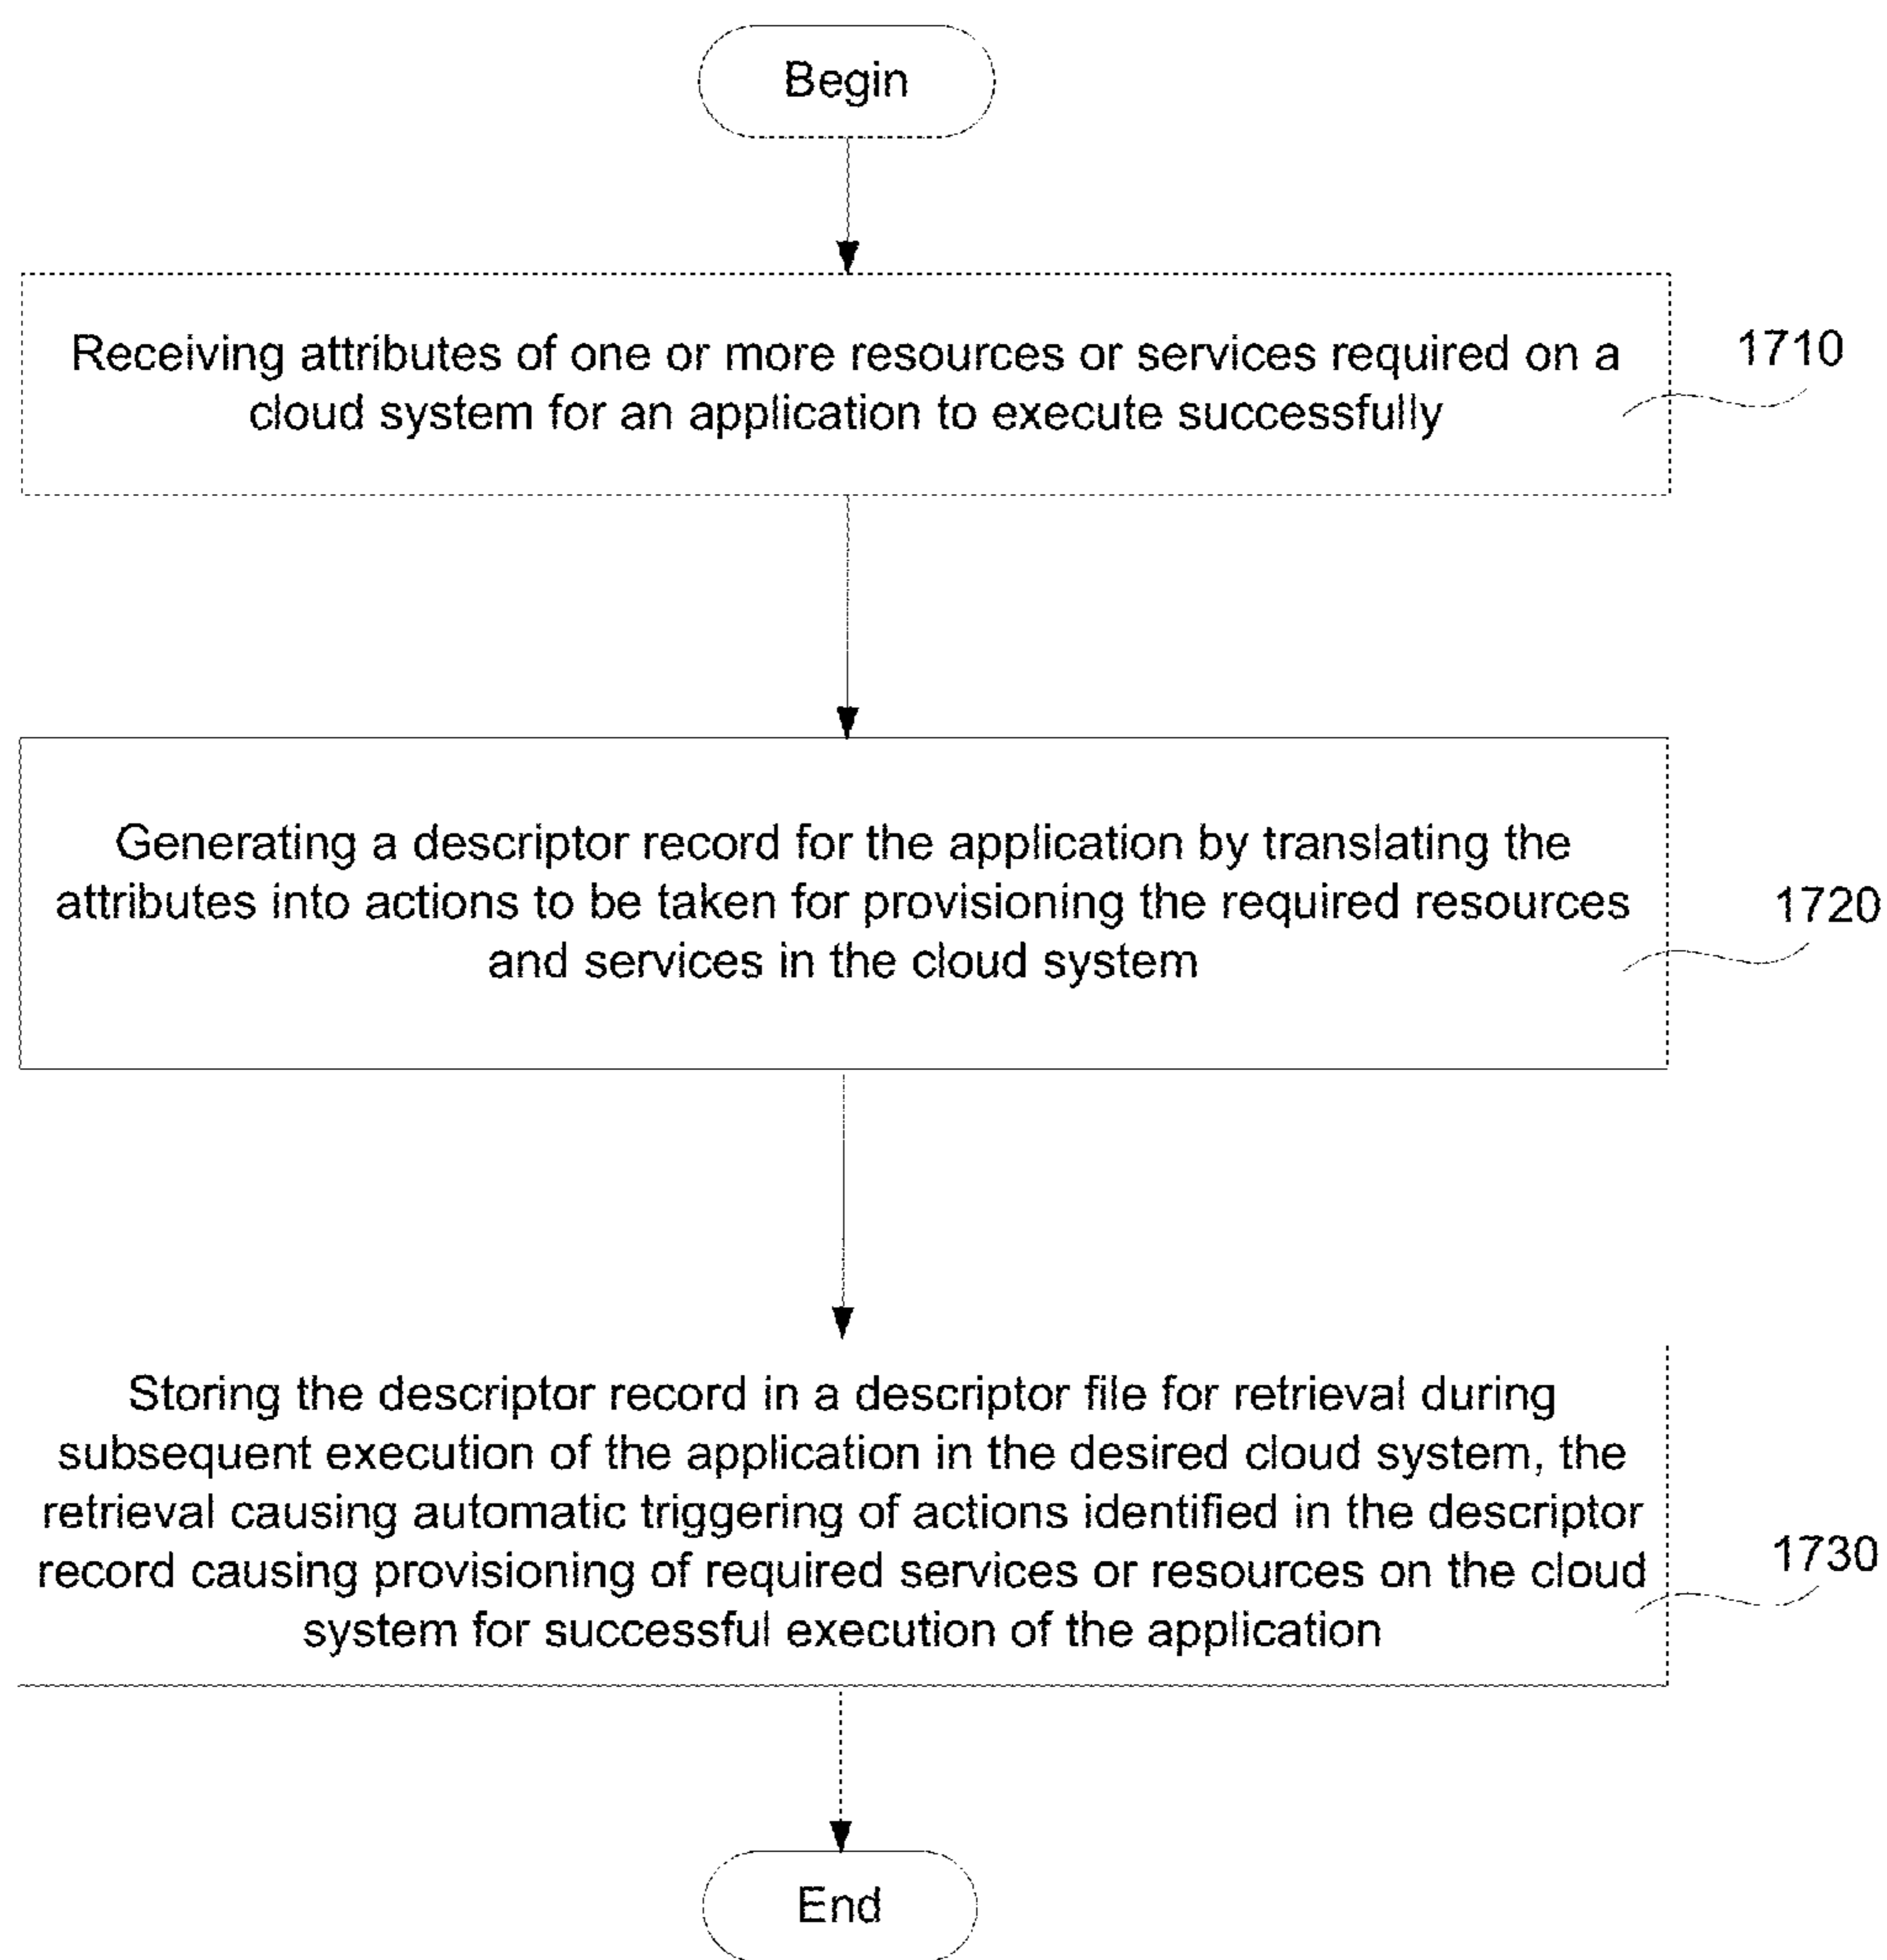 Begin
Receiving attributes of one or more resources or services required on a
cloud system for an application to execute successfully
1710
Generating a descriptor record for the application by translating the
attributes into actions to be taken for provisioning the required resources
and services in the cloud system
1720
Storing the descriptor record in a descriptor file for retrieval during
subsequent execution of the application in the desired cloud system, the
retrieval causing automatic triggering of actions identified in the descriptor
record causing provisioning of required services or resources on the cloud
system for successful execution of the application
1730
End